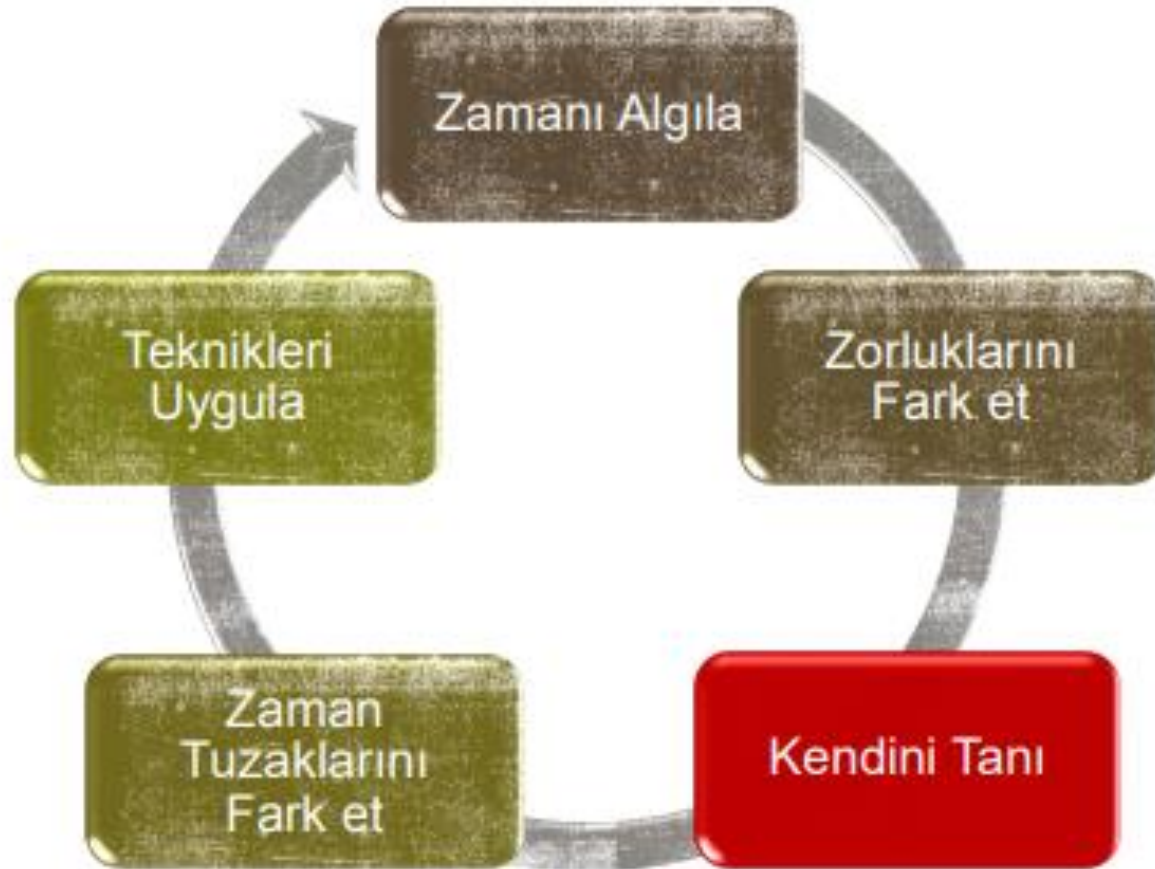 Zamanı Algıla
Zorluklarını
Fark et
Kendini Tanı
Zaman
Tuzaklarını
Fark et
Teknikleri
Uygula